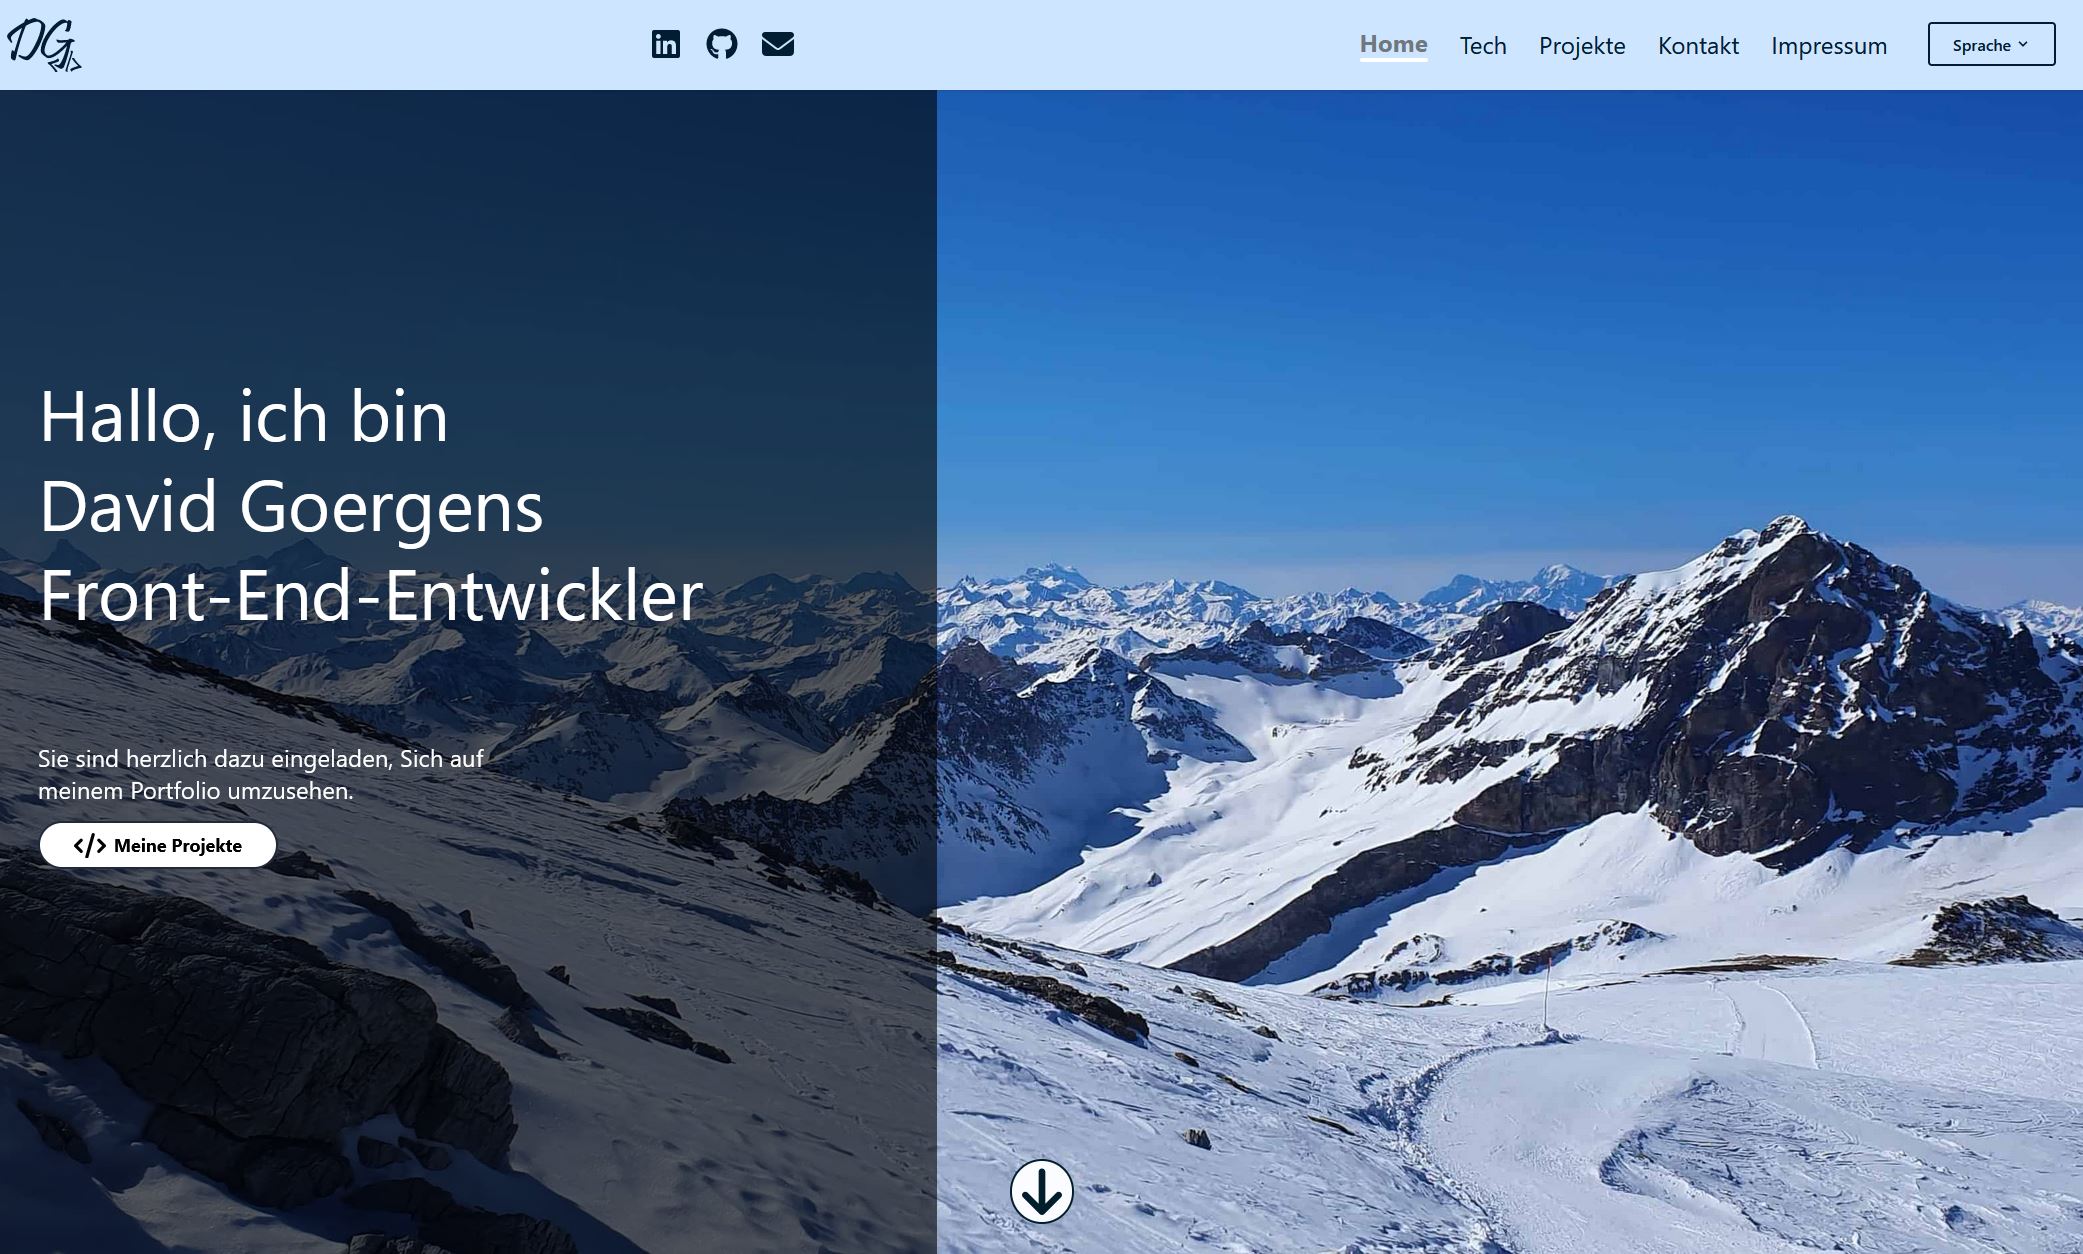 DG
Home Tech Projekte Kontakt Impressum Sprache
Hallo, ich bin
David Goergens
Front-End-Entwickler
Sie sind herzlich dazu eingeladen, Sich auf
meinem Portfolio umzusehen.
</> Meine Projekte